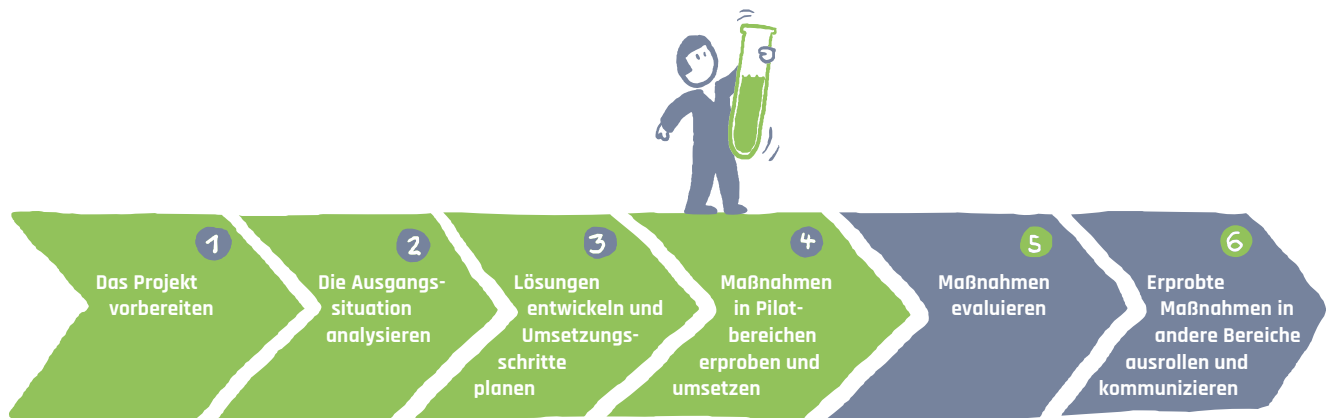 1
Das Projekt
vorbereiten
2
Die Ausgangs-
situation
analysieren
3
Lösungen
entwickeln und
Umsetzungs-
schritte
planen
4
Maßnahmen
in Pilot-
bereichen
erproben und
umsetzen
5
Maßnahmen
evaluieren
6
Erprobte
Maßnahmen in
andere Bereiche
ausrollen und
kommunizieren